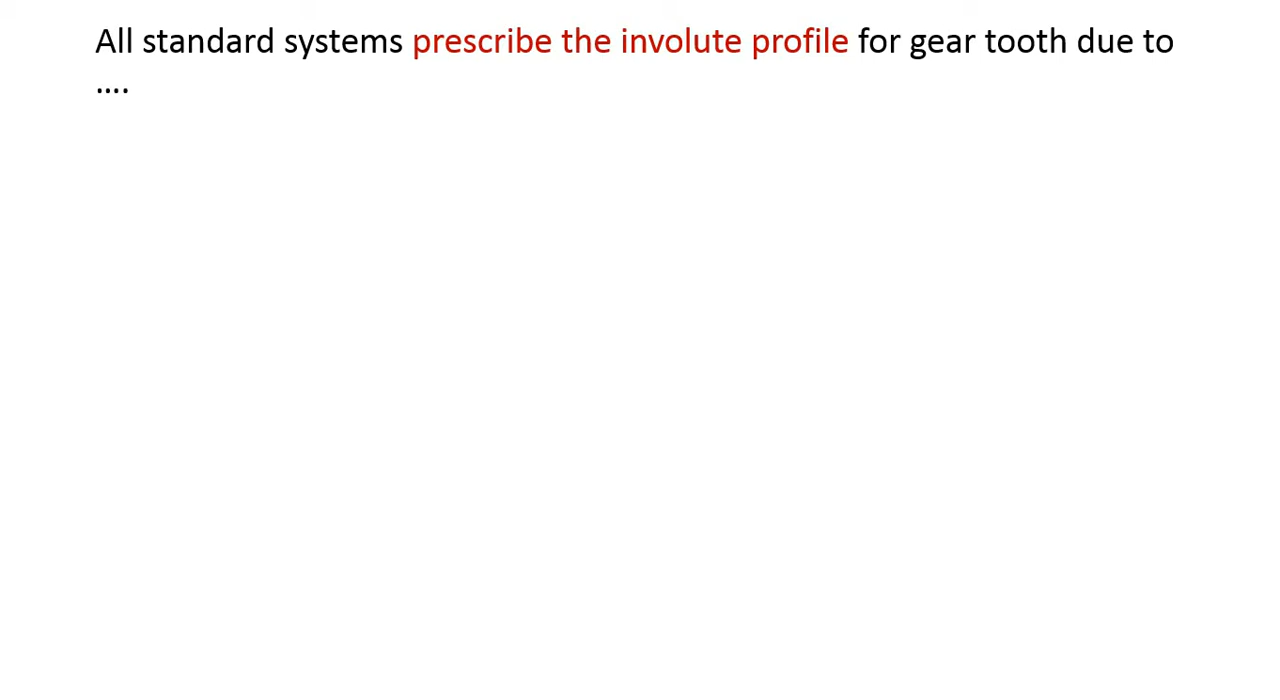 All standard systems prescribe the involute profile for gear tooth due to
....